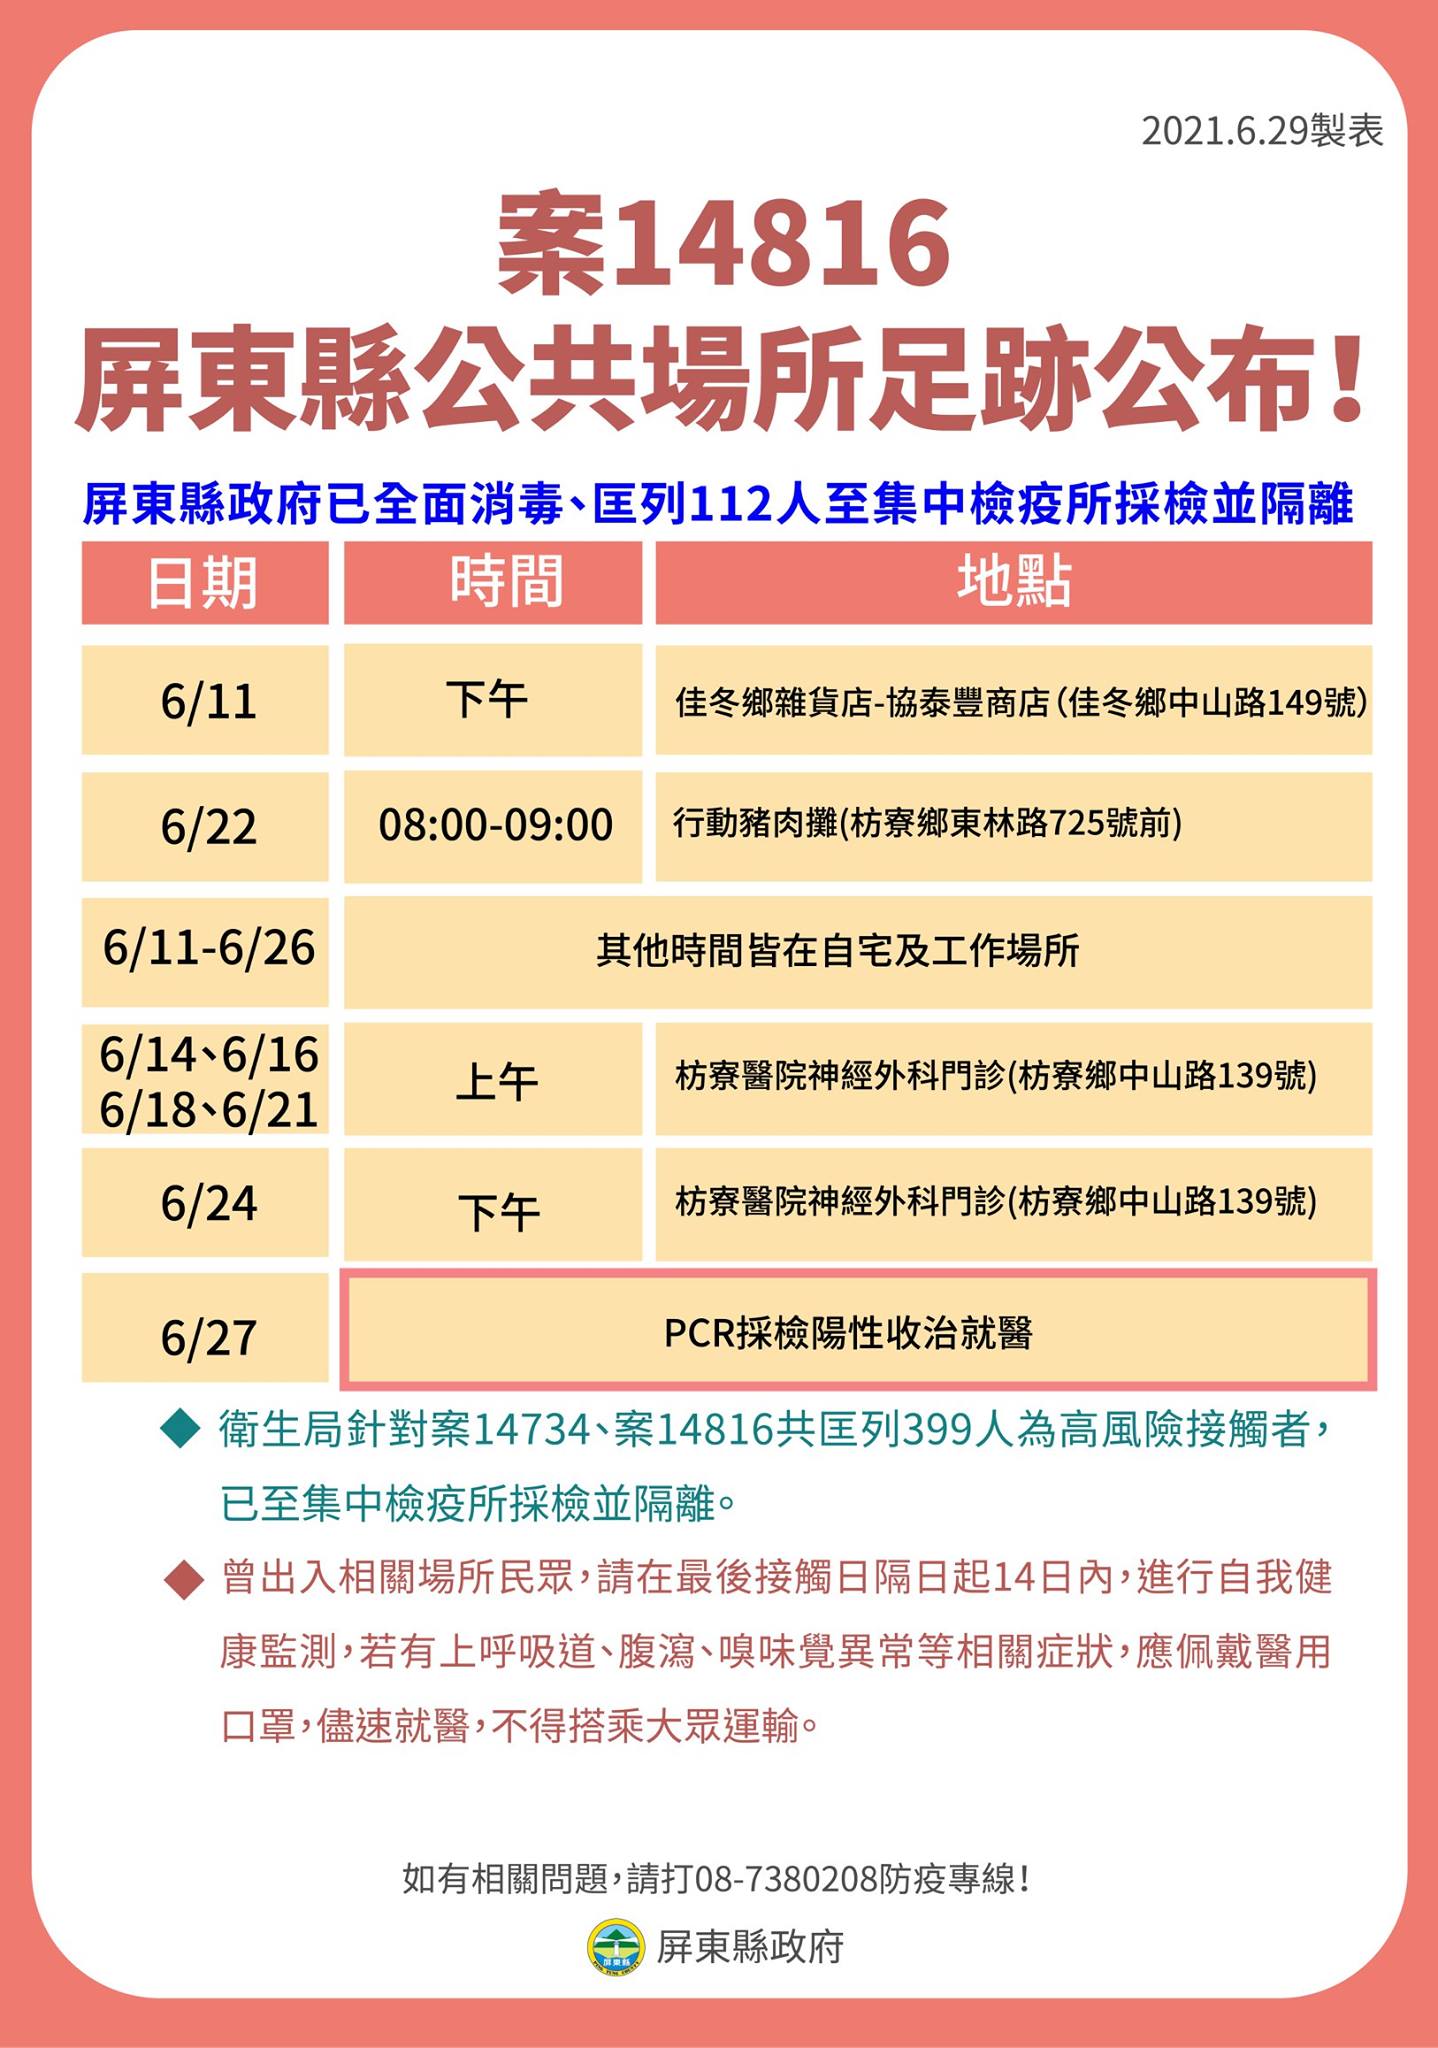 2021.6.29製表
案14816
屏東縣公共場所足跡公布！
屏東縣政府已全面消毒、匡列112人至集中檢疫所採檢並隔離
日期 時間 地點
6/11 下午 佳冬鄉雜貨店-協泰豐商店（佳冬鄉中山路149號）
6/22 08:00-09:00 行動豬肉攤(枋寮鄉東林路725號前)
6/11-6/26 其他時間皆在自宅及工作場所
6/14、6/16
6/18、6/21 上午 枋寮醫院神經外科門診(枋寮鄉中山路139號)
6/24 下午 枋寮醫院神經外科門診(枋寮鄉中山路139號)
6/27 PCR採檢陽性收治就醫
◆ 衛生局針對案14734、案14816共匡列399人為高風險接觸者，
已至集中檢疫所採檢並隔離。
◆ 曾出入相關場所民眾，請在最後接觸日隔日起14日內，進行自我健
康監測，若有上呼吸道、腹瀉、嗅味覺異常等相關症狀，應佩戴醫用
口罩，儘速就醫，不得搭乘大眾運輸。
如有相關問題，請打08-7380208防疫專線！
屏東縣
屏東縣政府